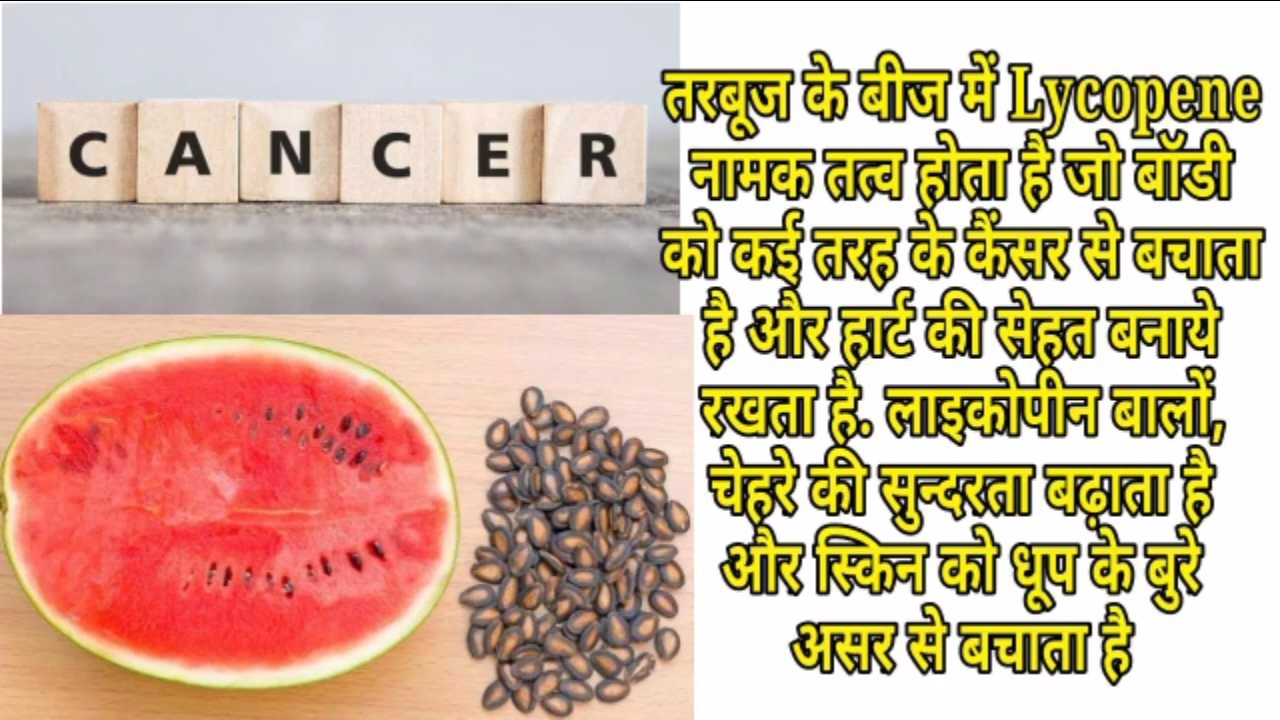 CANCER
तरबूज के बीज में Lycopene
नामक तत्व होता है जो बॉडी
को कई तरह के कैंसर से बचाता
है और हार्ट की सेहत बनाये
रखता है. लाइकोपीन बालों,
चेहरे की सुन्दरता बढ़ाता है
और स्किन को धूप के बुरे
असर से बचाता है